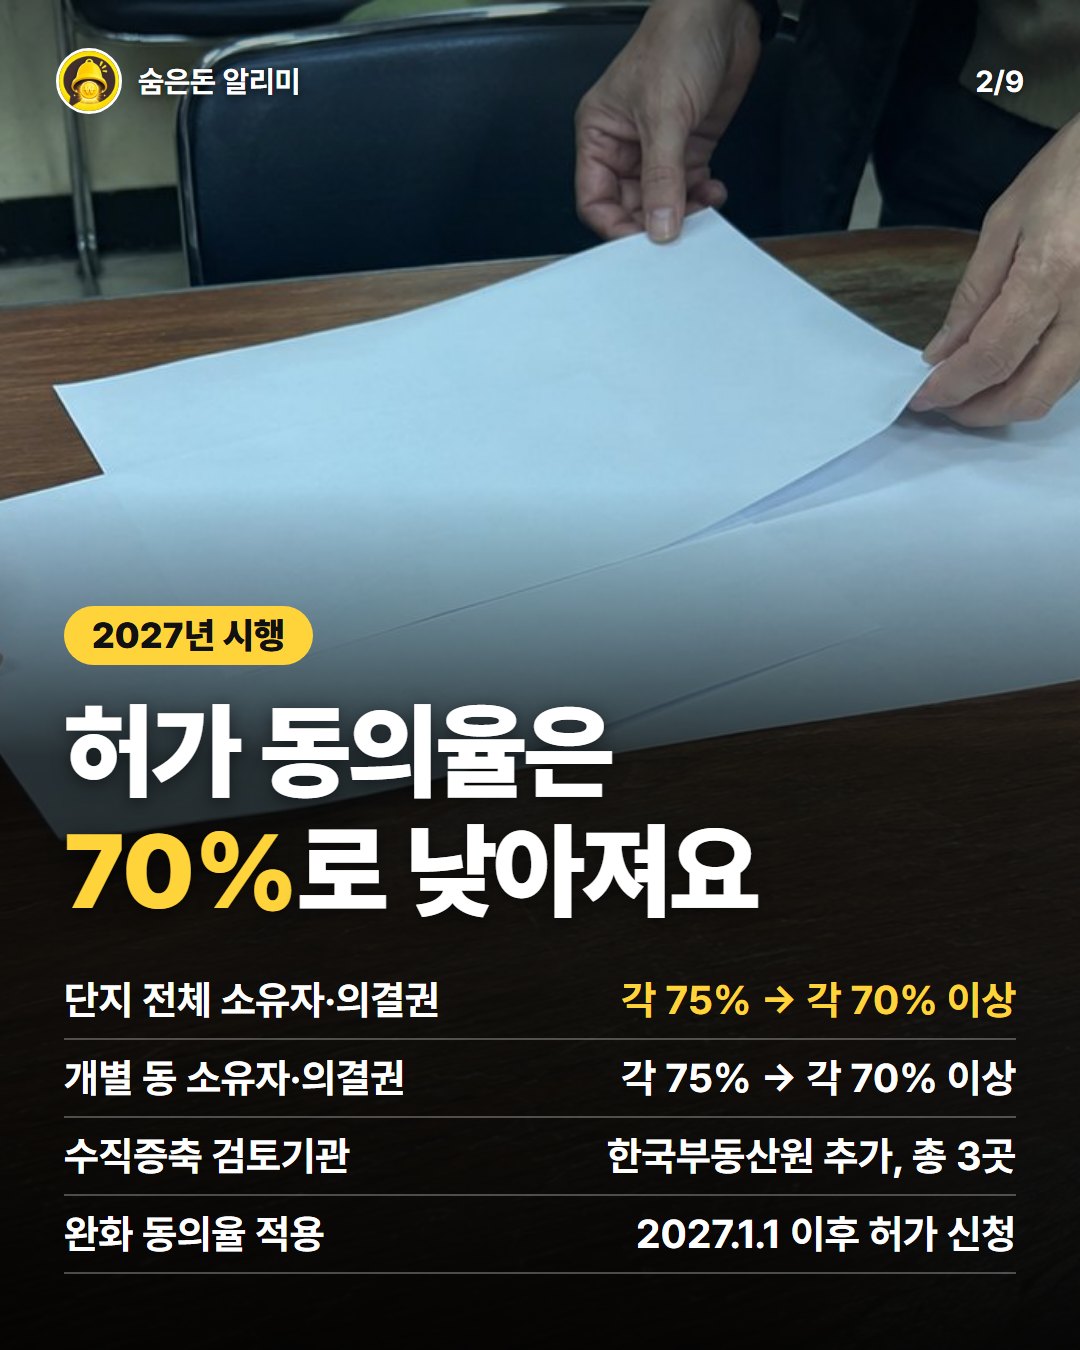 숨은돈 알리미
2/9
2027년 시행
허가 동의율은
70%로 낮아져요
단지 전체 소유자·의결권 각 75% → 각 70% 이상
개별 동 소유자·의결권 각 75% → 각 70% 이상
수직증축 검토기관 한국부동산원 추가, 총 3곳
완화 동의율 적용 2027.1.1 이후 허가 신청